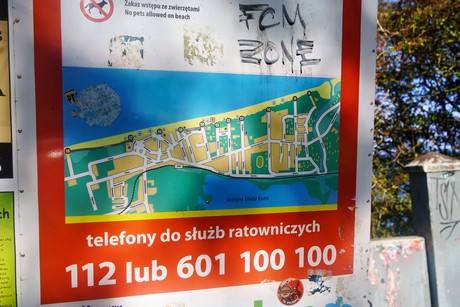 Zakaz wstępu ze zwierzętami
No pets allowed on beach
FCM
ZONE
telefony do służb ratowniczych
112 lub 601 100 100